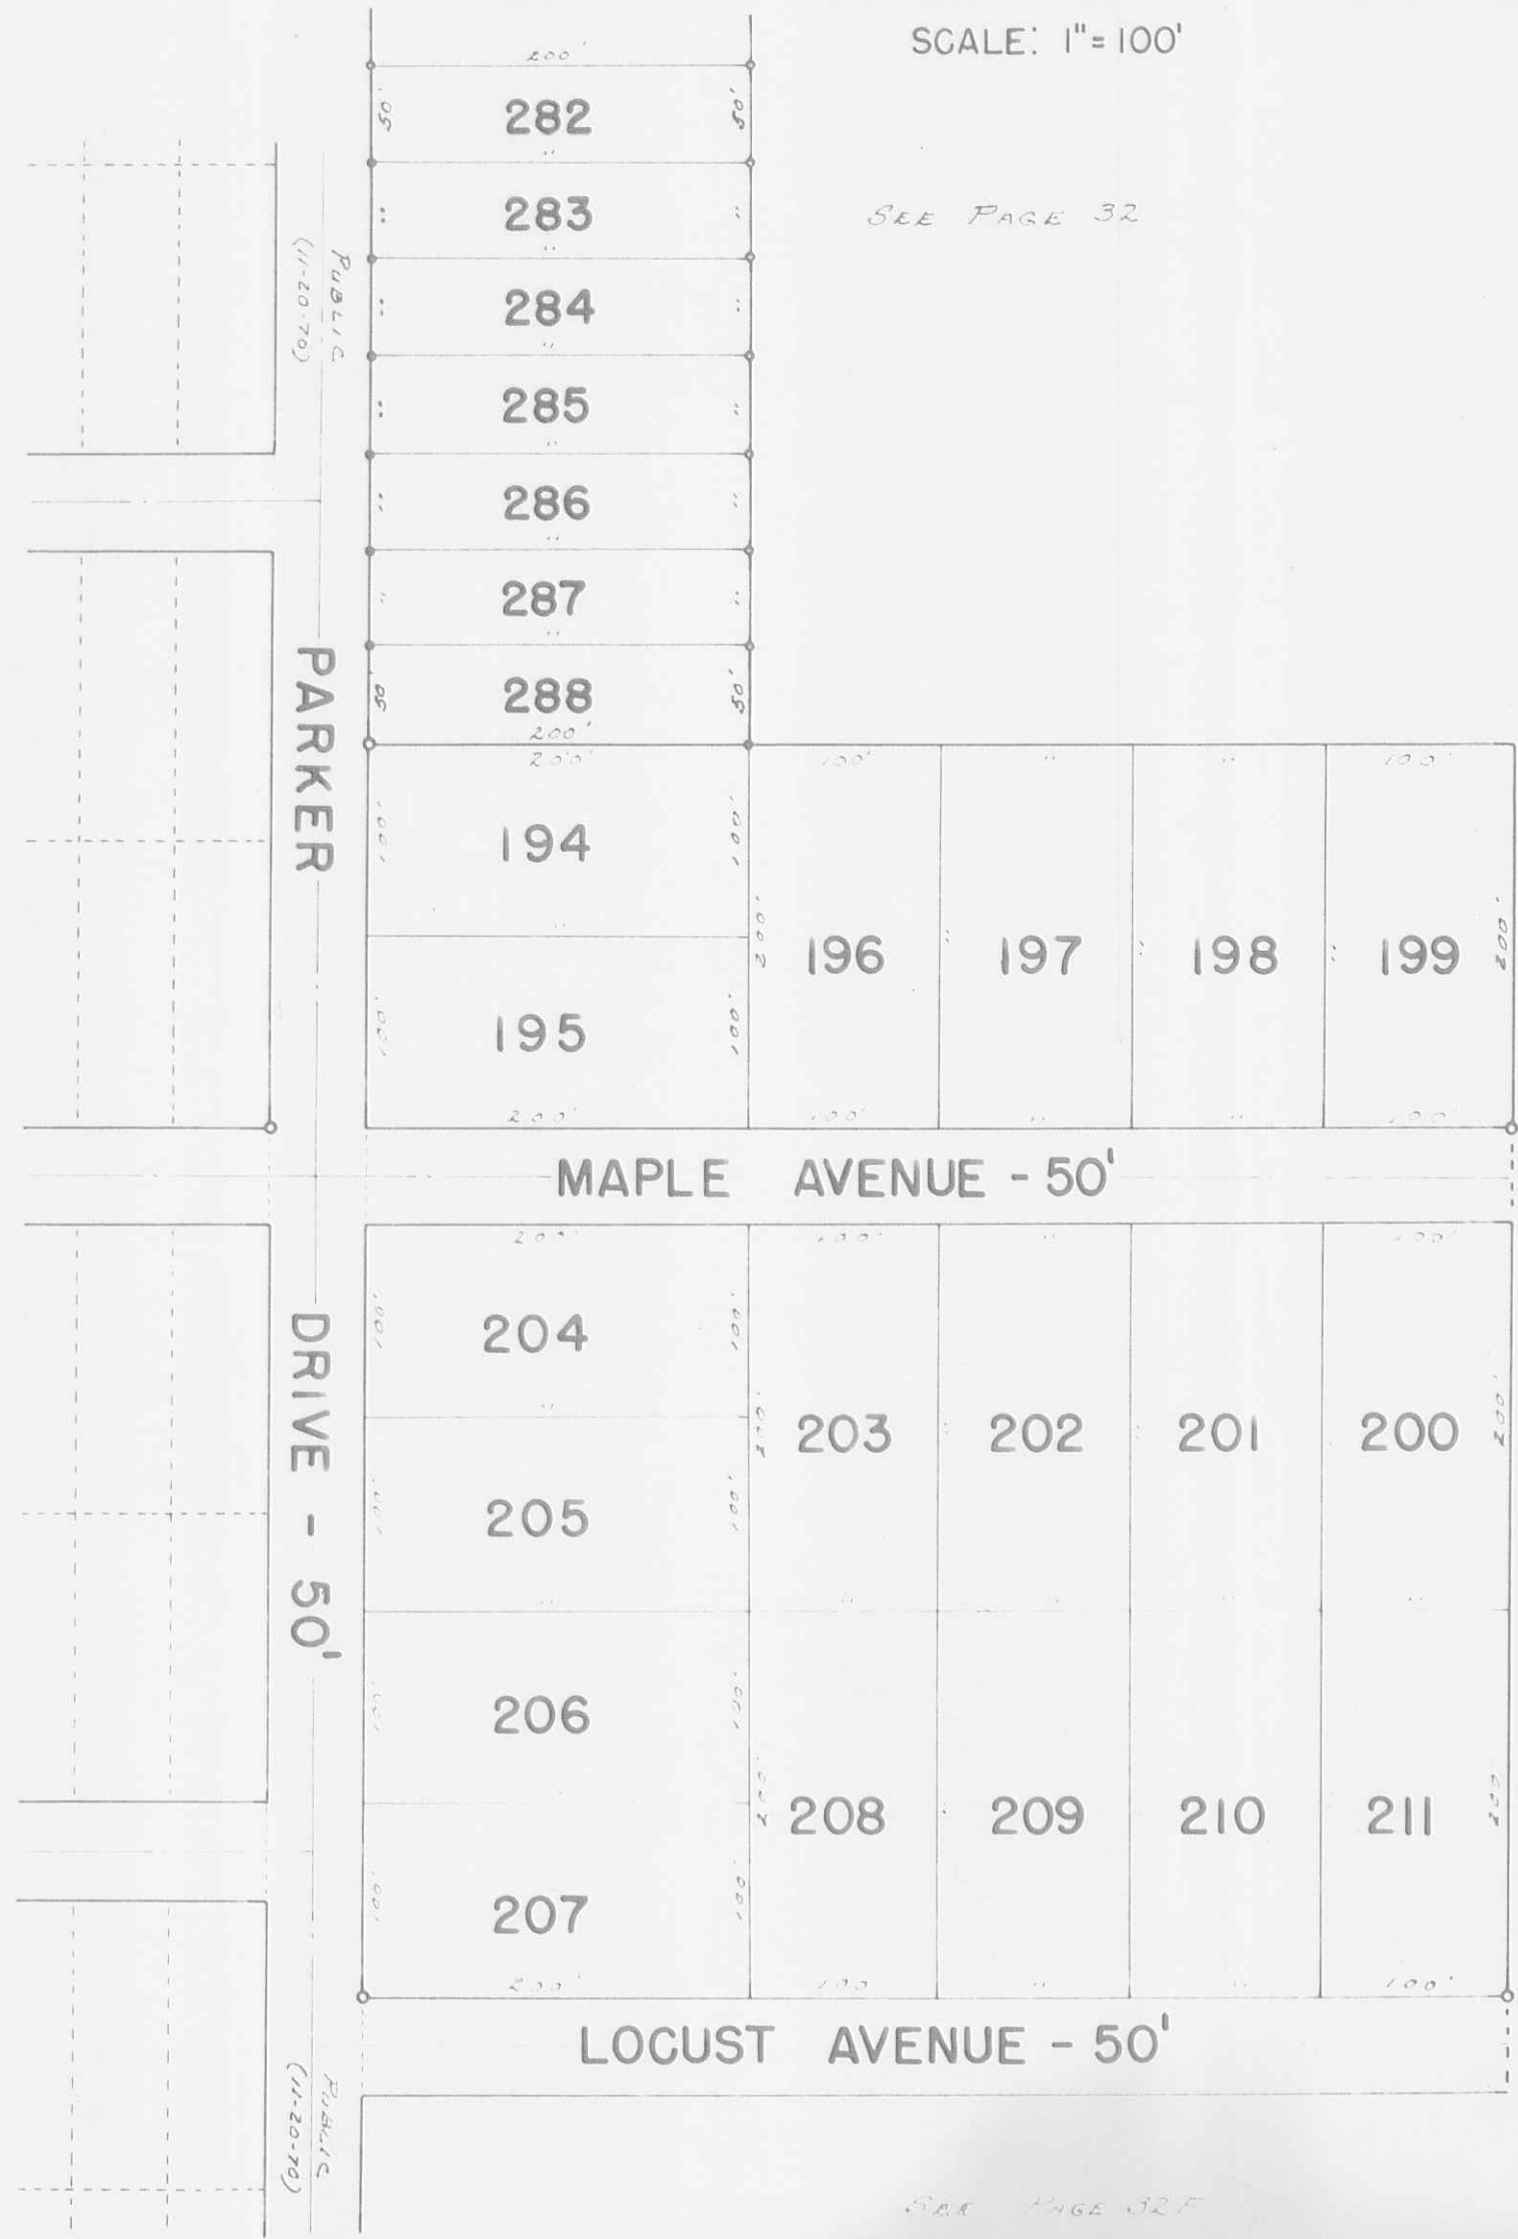 SCALE: 1"=100'
SEE PAGE 32
200'
50' 282 50'
"
" 283 "
"
" 284 "
"
" 285 "
"
" 286 "
"
" 287 "
"
50' 288 50'
200'
200' 100' " " 100'
100' 194 100'
"
200' 196 " 197 " 198 " 199 200'
100' 195 100'
200' 100' " " 100'
MAPLE AVENUE - 50'
200' 100' " 100'
100' 204 100'
"
200' 203 " 202 " 201 " 200 200'
100' 205 100'
" " " " "
100' 206 100'
200' 208 " 209 210 211 200'
100' 207 100'
200' 100 " " 100'
LOCUST AVENUE - 50'
PUBLIC
(11-20-70)
PARKER DRIVE - 50'
PUBLIC
(11-20-70)
SEE PAGE 32F